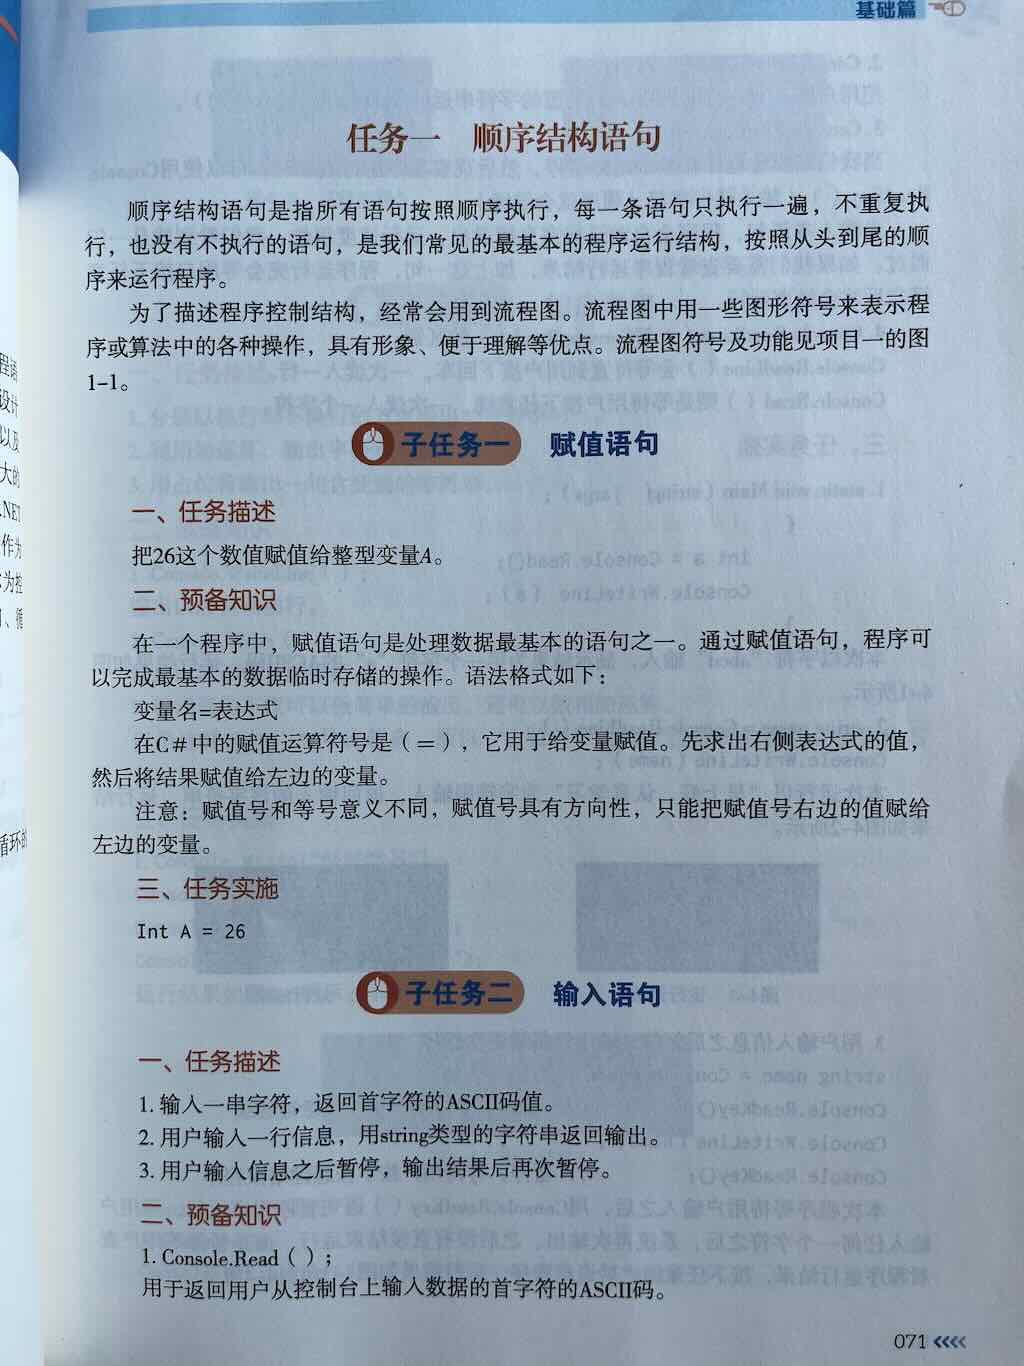 基础篇
任务一 顺序结构语句
顺序结构语句是指所有语句按照顺序执行，每一条语句只执行一遍，不重复执
行，也没有不执行的语句，是我们常见的最基本的程序运行结构，按照从头到尾的顺
序来运行程序。
为了描述程序控制结构，经常会用到流程图。流程图中用一些图形符号来表示程
序或算法中的各种操作，具有形象、便于理解等优点。流程图符号及功能见项目一的图
1-1。
子任务一 赋值语句
一、任务描述
把26这个数值赋值给整型变量A。
二、预备知识
在一个程序中，赋值语句是处理数据最基本的语句之一。通过赋值语句，程序可
以完成最基本的数据临时存储的操作。语法格式如下：
变量名=表达式
在C＃中的赋值运算符号是（＝），它用于给变量赋值。先求出右侧表达式的值，
然后将结果赋值给左边的变量。
注意：赋值号和等号意义不同，赋值号具有方向性，只能把赋值号右边的值赋给
左边的变量。
三、任务实施
Int A = 26
子任务二 输入语句
一、任务描述
1. 输入一串字符，返回首字符的ASCII码值。
2. 用户输入一行信息，用string类型的字符串返回输出。
3. 用户输入信息之后暂停，输出结果后再次暂停。
二、预备知识
1. Console.Read（）；
用于返回用户从控制台上输入数据的首字符的ASCII码。
071